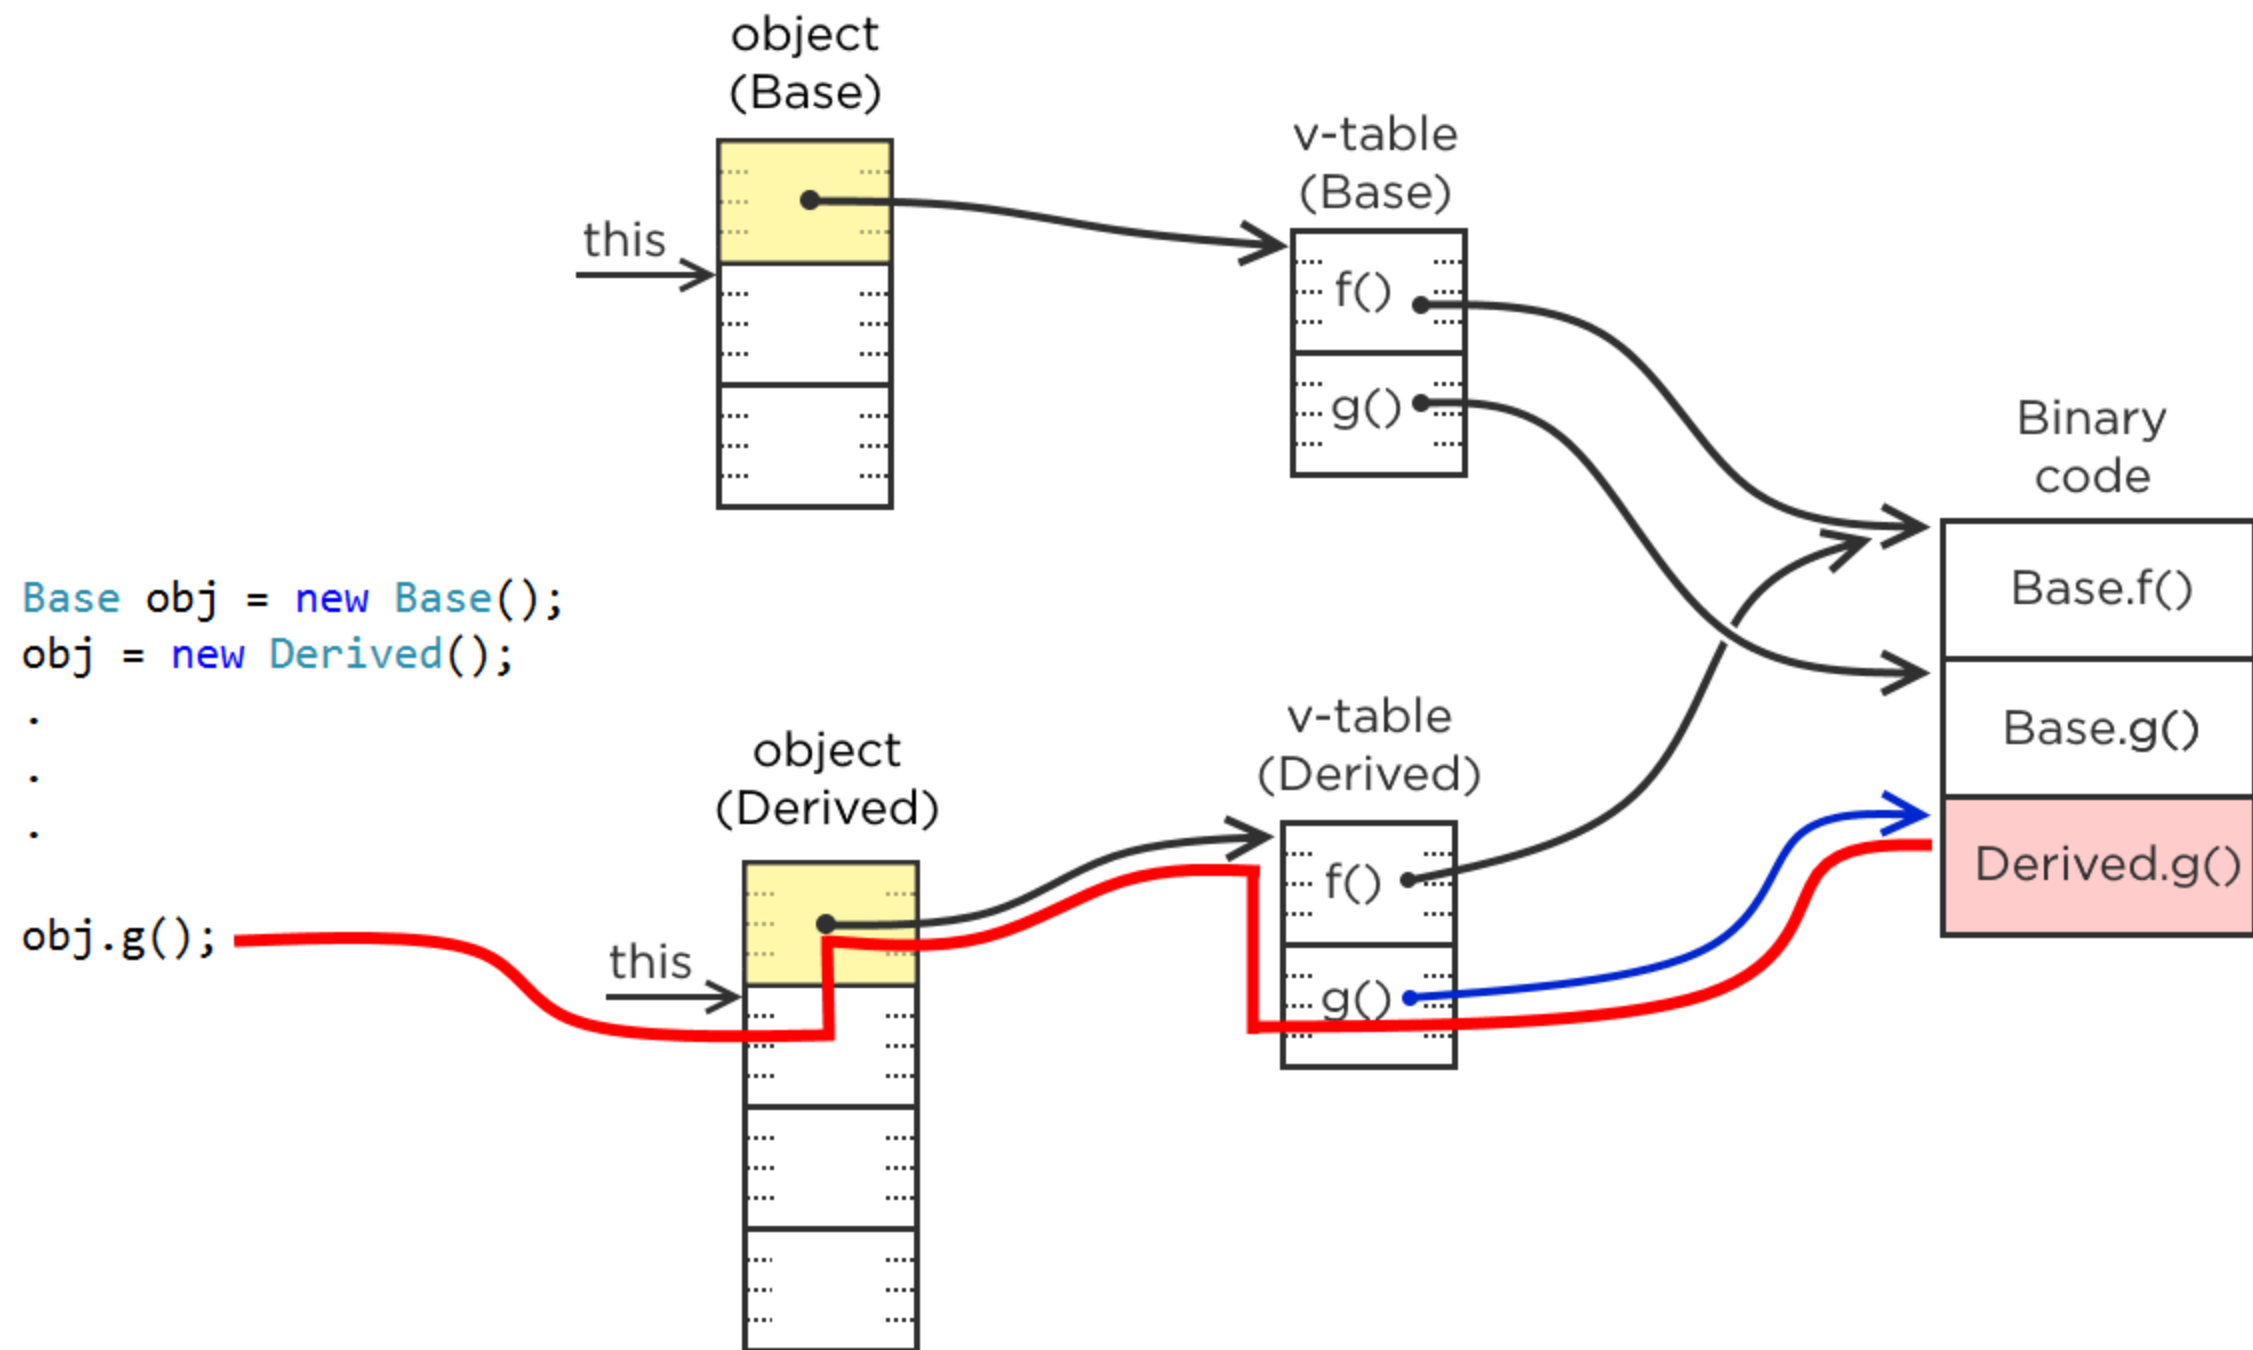 object
(Base)
v-table
(Base)
this
f()
g()
Binary
code
Base.f()
Base.g()
Derived.g()
Base obj = new Base();
obj = new Derived();
.
.
.
obj.g();
object
(Derived)
this
v-table
(Derived)
f()
g()